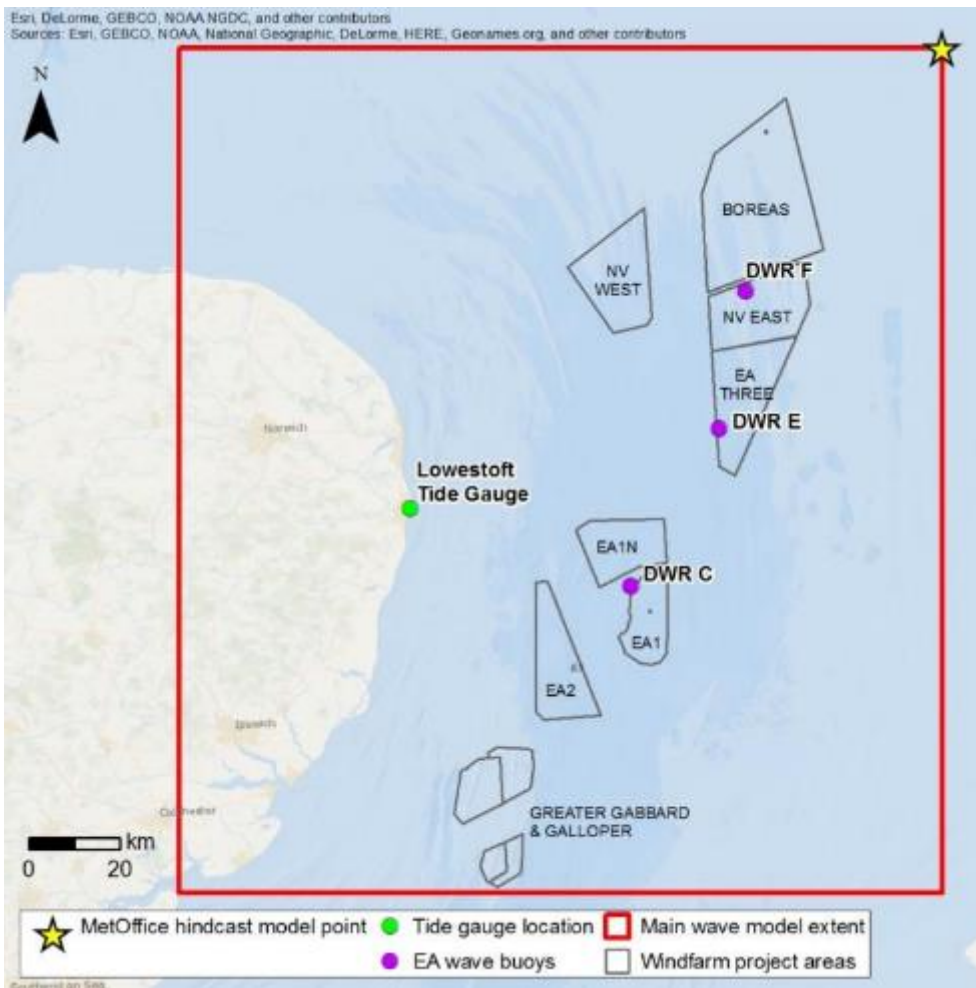 Esri, DeLorme, GEBCO, NOAA NGDC, and other contributors
Sources: Esri, GEBCO, NOAA, National Geographic, DeLorme, HERE, Geonames.org, and other contributors
N
BOREAS
NV
WEST
DWR F
NV EAST
EA
THREE
DWR E
Norwich
Lowestoft
Tide Gauge
EA1N
DWR C
EA1
EA2
Ipswich
Colchester
GREATER GABBARD
& GALLOPER
km
0 20
MetOffice hindcast model point
Tide gauge location
Main wave model extent
EA wave buoys
Windfarm project areas